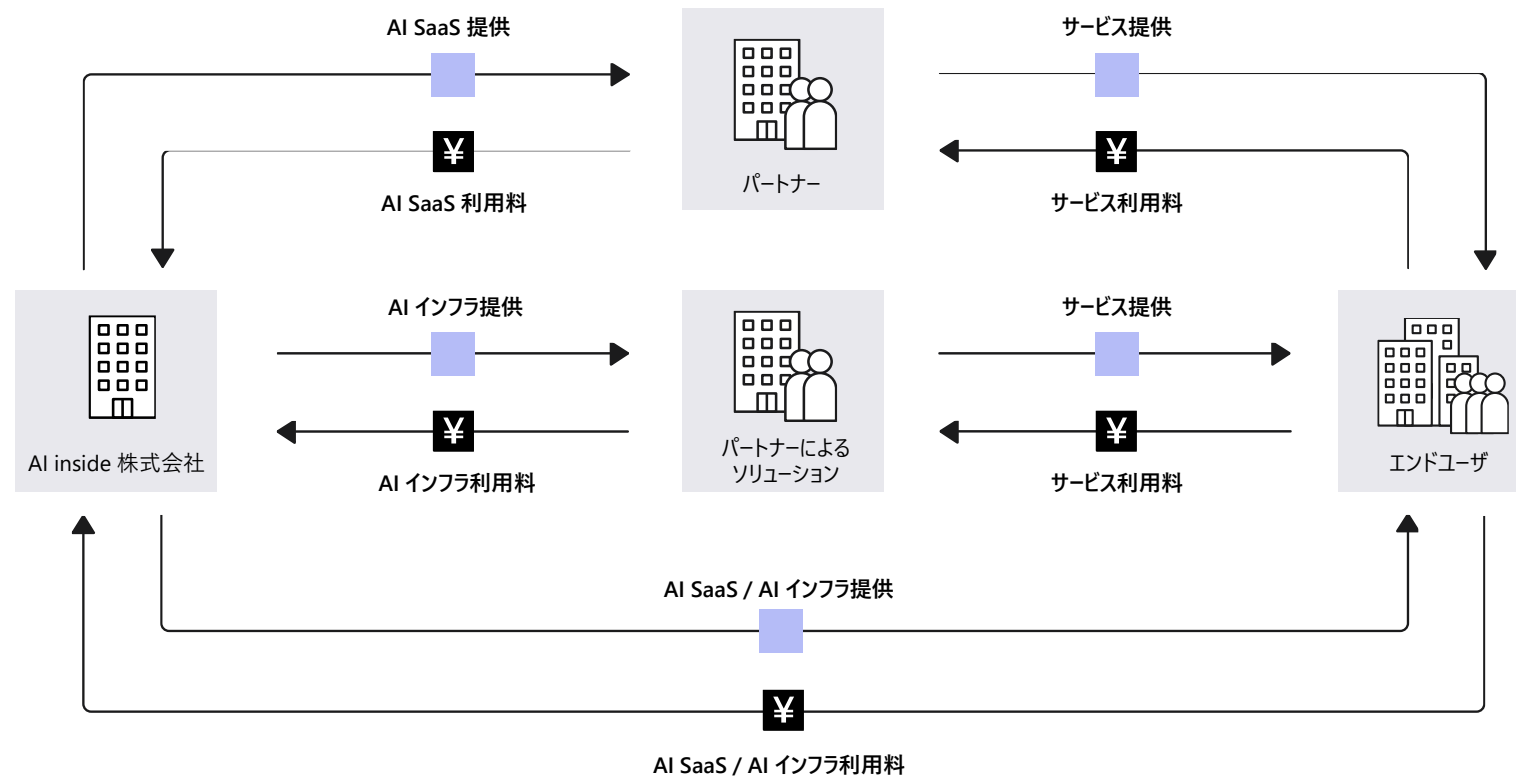 AI SaaS 提供
サービス提供
¥
¥
パートナー
AI SaaS 利用料
サービス利用料
AI インフラ提供
サービス提供
¥
¥
AI inside 株式会社
パートナーによる
ソリューション
エンドユーザ
AI インフラ利用料
サービス利用料
AI SaaS / AI インフラ提供
¥
AI SaaS / AI インフラ利用料